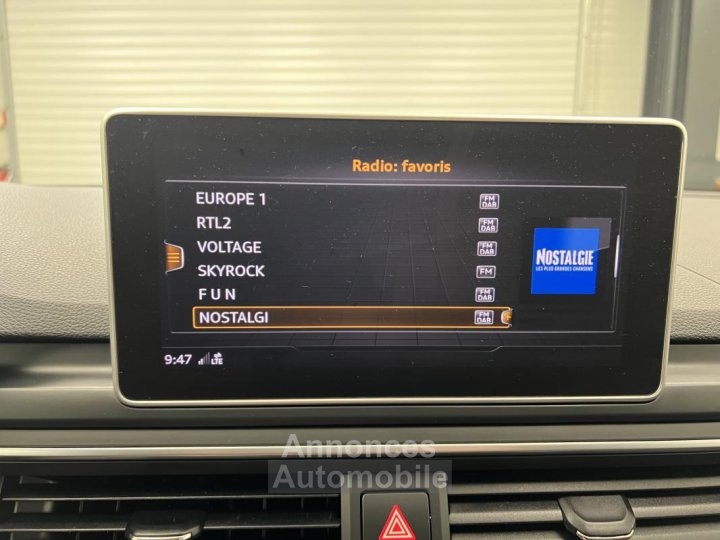 Radio: favoris
EUROPE 1 FM DAB
RTL2 FM DAB
VOLTAGE FM DAB
SKYROCK FM
F U N FM DAB
NOSTALGI FM DAB
NOSTALGIE
LES PLUS GRANDES CHANSONS
9:47 LTE
Annonces
Automobile